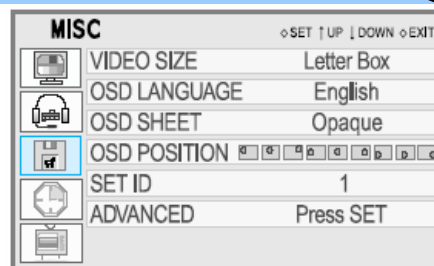 MISC ◇SET ↑UP ↓DOWN ◇EXIT
VIDEO SIZE Letter Box
OSD LANGUAGE English
OSD SHEET Opaque
OSD POSITION
SET ID 1
ADVANCED Press SET